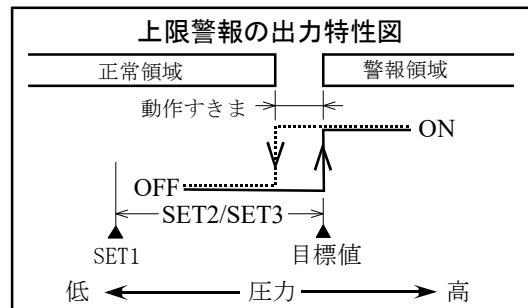 上限警報の出力特性図
正常領域 警報領域
動作すきま
ON
OFF
SET2/SET3
SET1 目標値
低 圧力 高